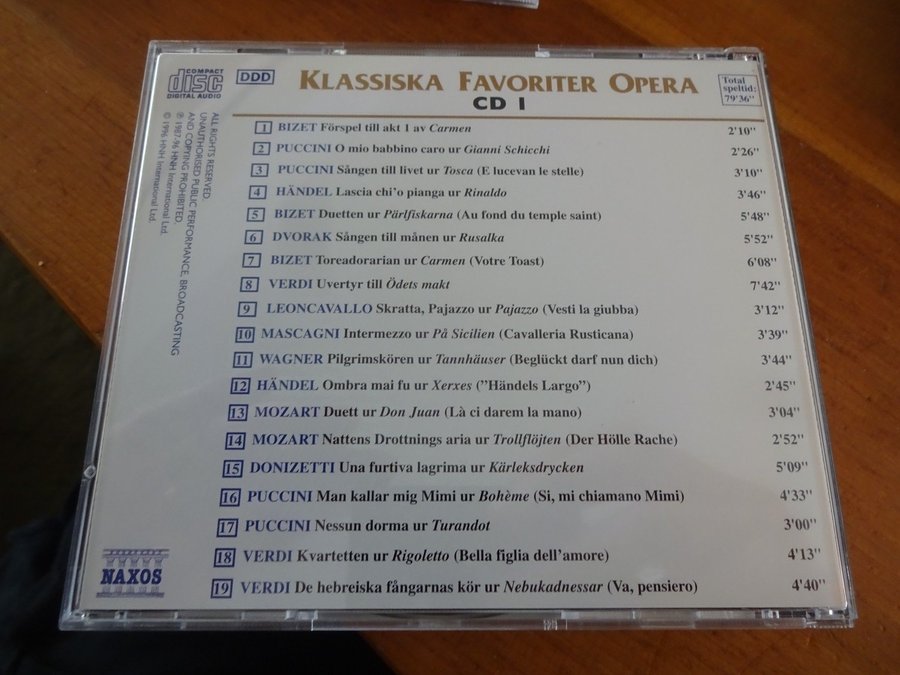 COMPACT
disc
DIGITAL AUDIO
DDD
KLASSISKA FAVORITER OPERA
CD 1
Total
speltid:
79'36"
1 BIZET Förspel till akt 1 av Carmen 2'10"
2 PUCCINI O mio babbino caro ur Gianni Schicchi 2'26"
3 PUCCINI Sången till livet ur Tosca (E lucevan le stelle) 3'10"
4 HÄNDEL Lascia chi'o pianga ur Rinaldo 3'46"
5 BIZET Duetten ur Pärlfiskarna (Au fond du temple saint) 5'48"
6 DVORAK Sången till månen ur Rusalka 5'52"
7 BIZET Toreadorarian ur Carmen (Votre Toast) 6'08"
8 VERDI Uvertyr till Ödets makt 7'42"
9 LEONCAVALLO Skratta, Pajazzo ur Pajazzo (Vesti la giubba) 3'12"
10 MASCAGNI Intermezzo ur På Sicilien (Cavalleria Rusticana) 3'39"
11 WAGNER Pilgrimskören ur Tannhäuser (Beglückt darf nun dich) 3'44"
12 HÄNDEL Ombra mai fu ur Xerxes ("Händels Largo") 2'45"
13 MOZART Duett ur Don Juan (Là ci darem la mano) 3'04"
14 MOZART Nattens Drottnings aria ur Trollflöjten (Der Hölle Rache) 2'52"
15 DONIZETTI Una furtiva lagrima ur Kärleksdrycken 5'09"
16 PUCCINI Man kallar mig Mimi ur Bohème (Si, mi chiamano Mimi) 4'33"
17 PUCCINI Nessun dorma ur Turandot 3'00"
18 VERDI Kvartetten ur Rigoletto (Bella figlia dell'amore) 4'13"
19 VERDI De hebreiska fångarnas kör ur Nebukadnessar (Va, pensiero) 4'40"
ALL RIGHTS RESERVED.
UNAUTHORISED PUBLIC PERFORMANCE, BROADCASTING
AND COPYING PROHIBITED.
℗ 1987-96 HNH International Ltd.
© 1996 HNH International Ltd.
NAXOS